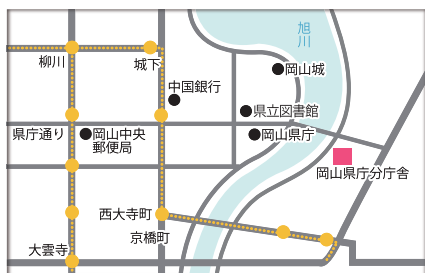 旭
川
柳川
城下
岡山城
中国銀行
県立図書館
県庁通り
岡山中央
郵便局
岡山県庁
岡山県庁分庁舎
西大寺町
京橋町
大雲寺